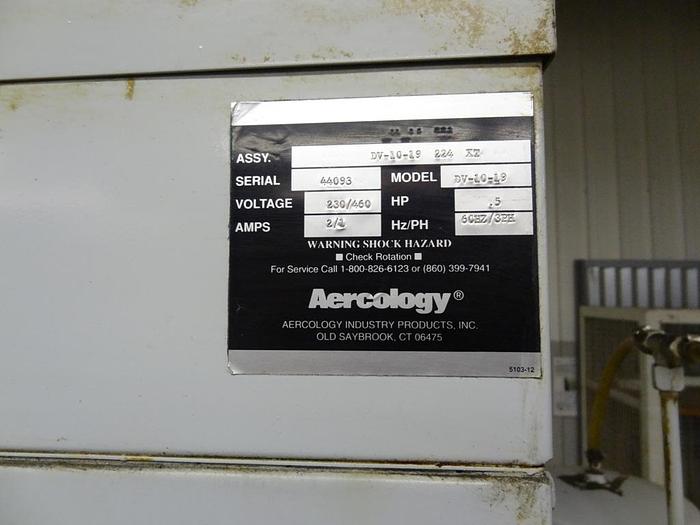 ASSY. DV-10-19 224 XE
SERIAL 44093 MODEL DV-10-19
VOLTAGE 230/460 HP .5
AMPS 2/1 Hz/PH 60HZ/3PH
WARNING SHOCK HAZARD
■ Check Rotation ■
For Service Call 1-800-826-6123 or (860) 399-7941
Aercology®
AERCOLOGY INDUSTRY PRODUCTS, INC.
OLD SAYBROOK, CT 06475
5103-12